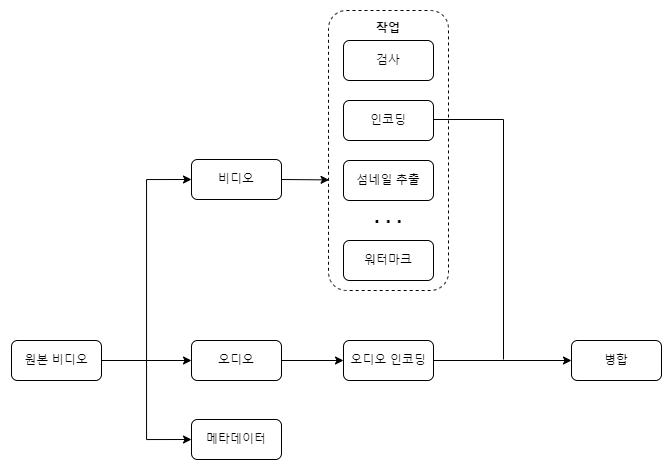 작업
검사
인코딩
비디오
섬네일 추출
...
워터마크
원본 비디오
오디오
오디오 인코딩
병합
메타데이터